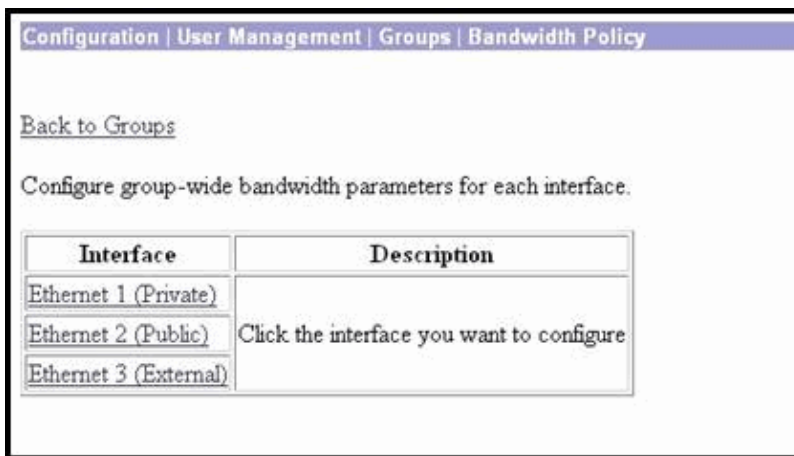 Configuration | User Management | Groups | Bandwidth Policy
Back to Groups
Configure group-wide bandwidth parameters for each interface.
Interface Description
Ethernet 1 (Private)
Ethernet 2 (Public) Click the interface you want to configure
Ethernet 3 (External)